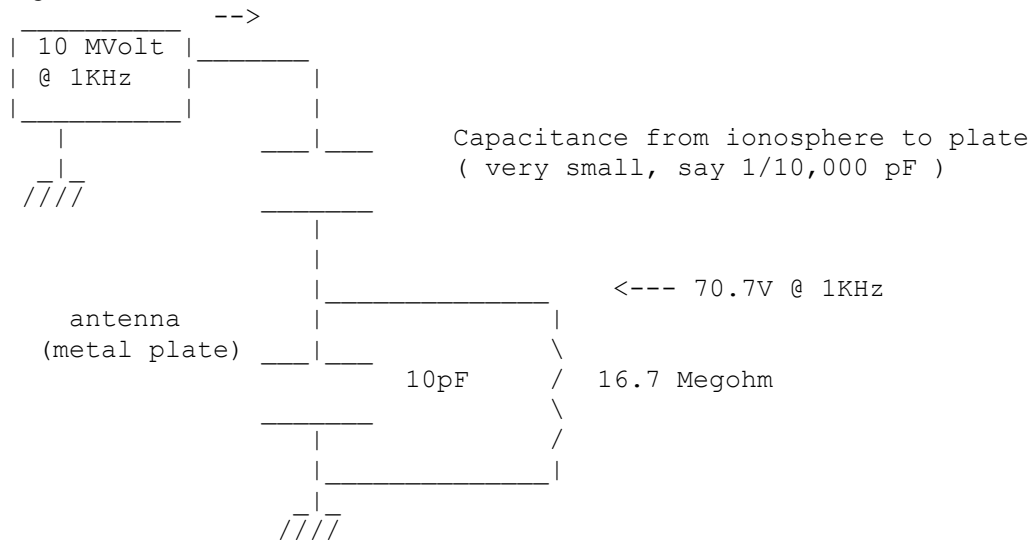 -->
10 MVolt
@ 1KHz
Capacitance from ionosphere to plate
( very small, say 1/10,000 pF )
////
<--- 70.7V @ 1KHz
antenna
(metal plate)
10pF 16.7 Megohm
////